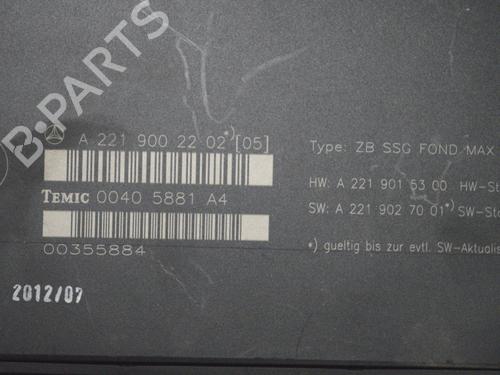 B-PARTS
A 221 900 22 02*)[05]
TEMIC 0040 5881 A4
00355884
2012/07
Type: ZB SSG FOND MAX
HW: A 221 901 53 00 HW-St
SW: A 221 902 70 01*) SW-St
*) gueltig bis zur evtl. SW-Aktualis